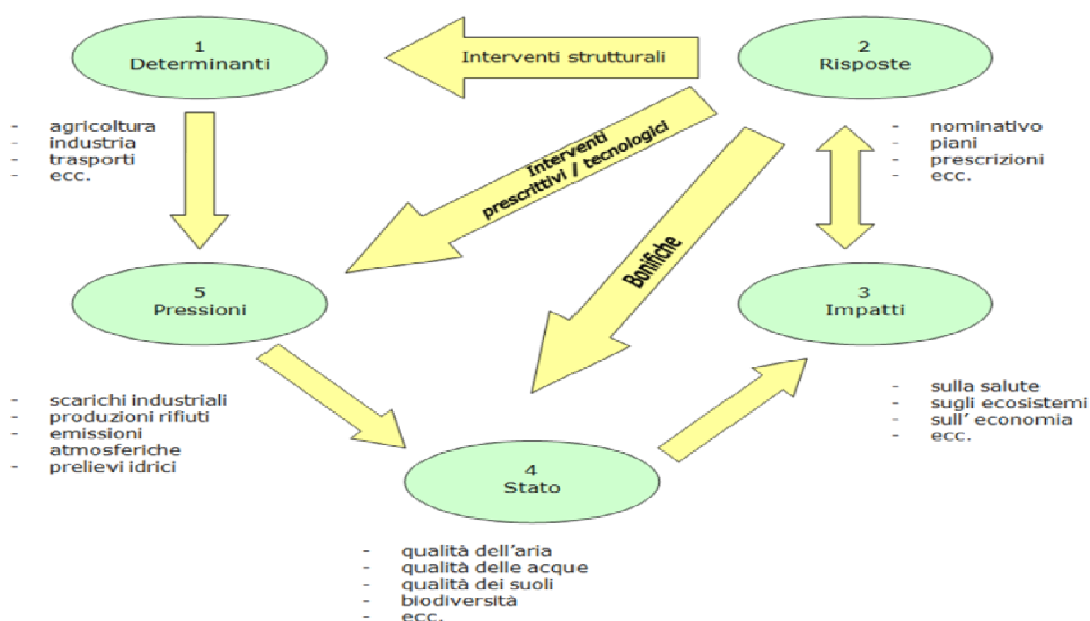 1
Determinanti
Interventi strutturali
2
Risposte
- agricoltura
- industria
- trasporti
- ecc.
Interventi
prescrittivi / tecnologici
- nominativo
- piani
- prescrizioni
- ecc.
Bonifiche
5
Pressioni
3
Impatti
- scarichi industriali
- produzioni rifiuti
- emissioni
atmosferiche
- prelievi idrici
- sulla salute
- sugli ecosistemi
- sull' economia
- ecc.
4
Stato
- qualità dell'aria
- qualità delle acque
- qualità dei suoli
- biodiversità
- ecc.